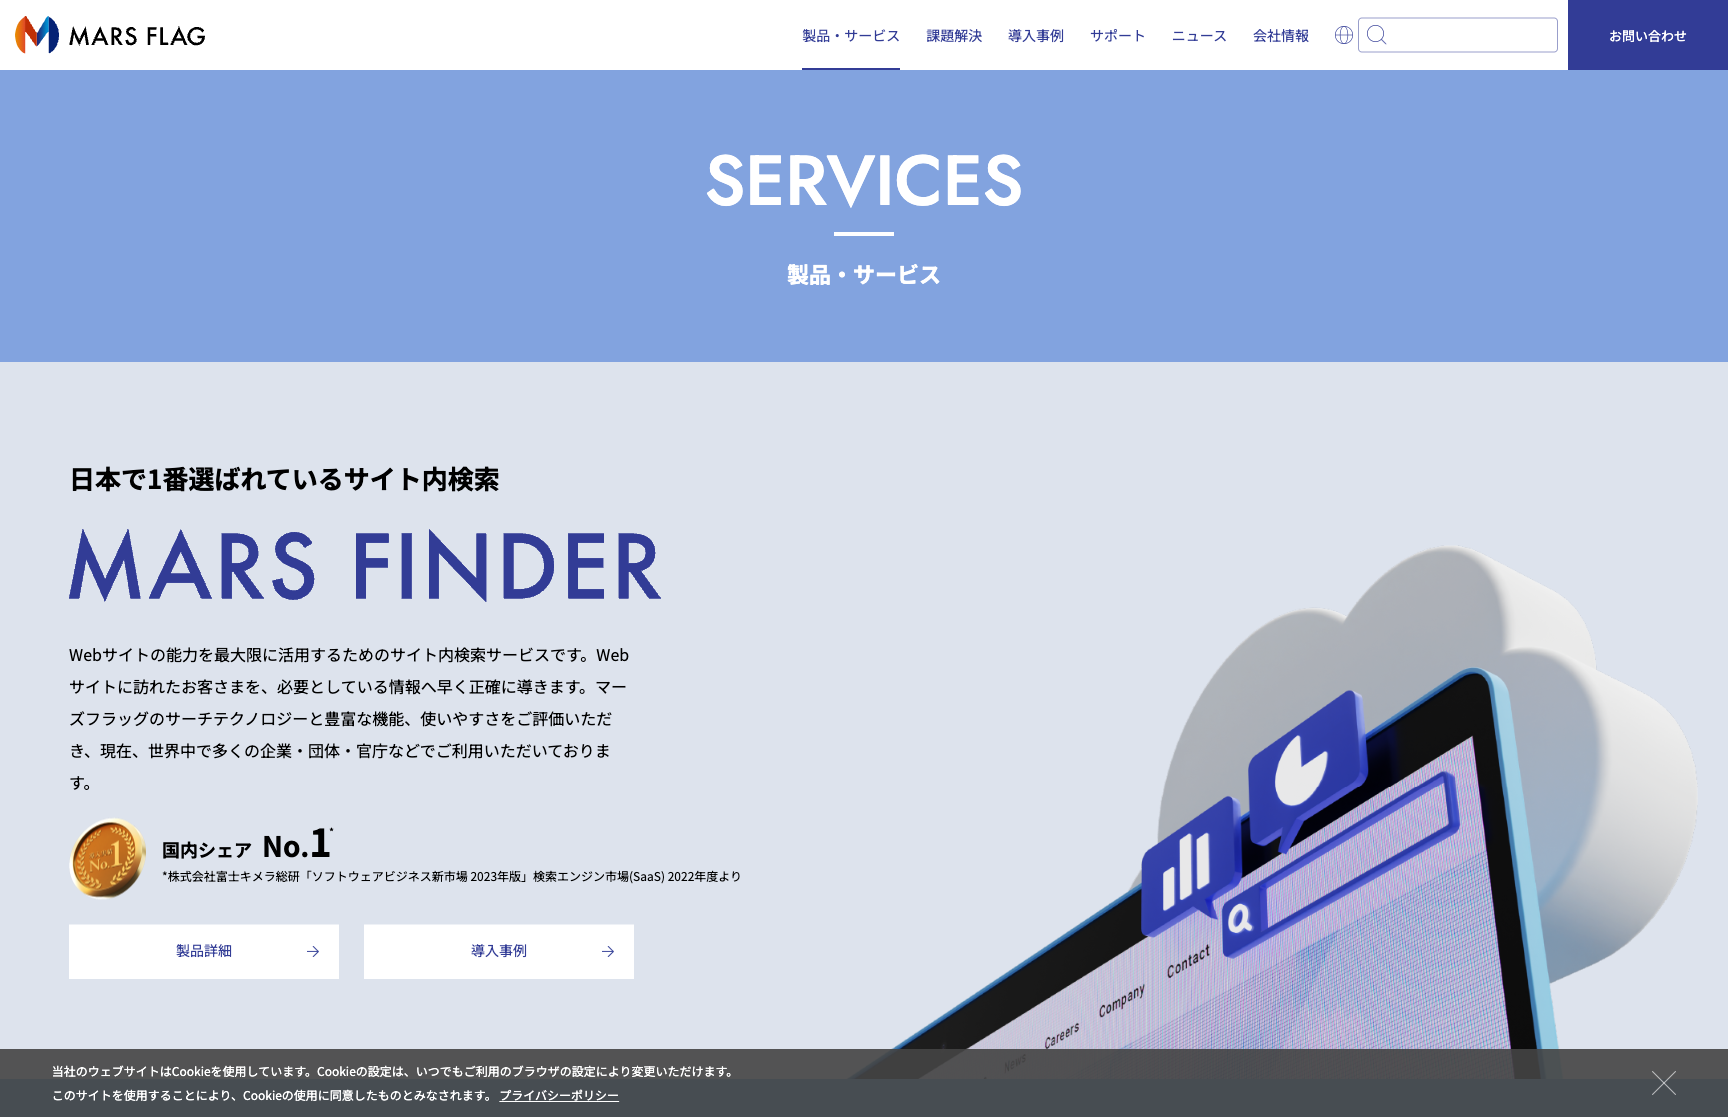 MARS FLAG
製品・サービス
課題解決
導入事例
サポート
ニュース
会社情報
お問い合わせ
SERVICES
製品・サービス
日本で1番選ばれているサイト内検索
MARS FINDER
Webサイトの能力を最大限に活用するためのサイト内検索サービスです。Web
サイトに訪れたお客さまを、必要としている情報へ早く正確に導きます。マー
ズフラッグのサーチテクノロジーと豊富な機能、使いやすさをご評価いただ
き、現在、世界中で多くの企業・団体・官庁などでご利用いただいておりま
す。
No.1
国内シェア No.1*
*株式会社富士キメラ総研「ソフトウェアビジネス新市場 2023年版」検索エンジン市場(SaaS) 2022年度より
製品詳細
導入事例
News
Careers
Company
Contact
当社のウェブサイトはCookieを使用しています。Cookieの設定は、いつでもご利用のブラウザの設定により変更いただけます。
このサイトを使用することにより、Cookieの使用に同意したものとみなされます。 プライバシーポリシー